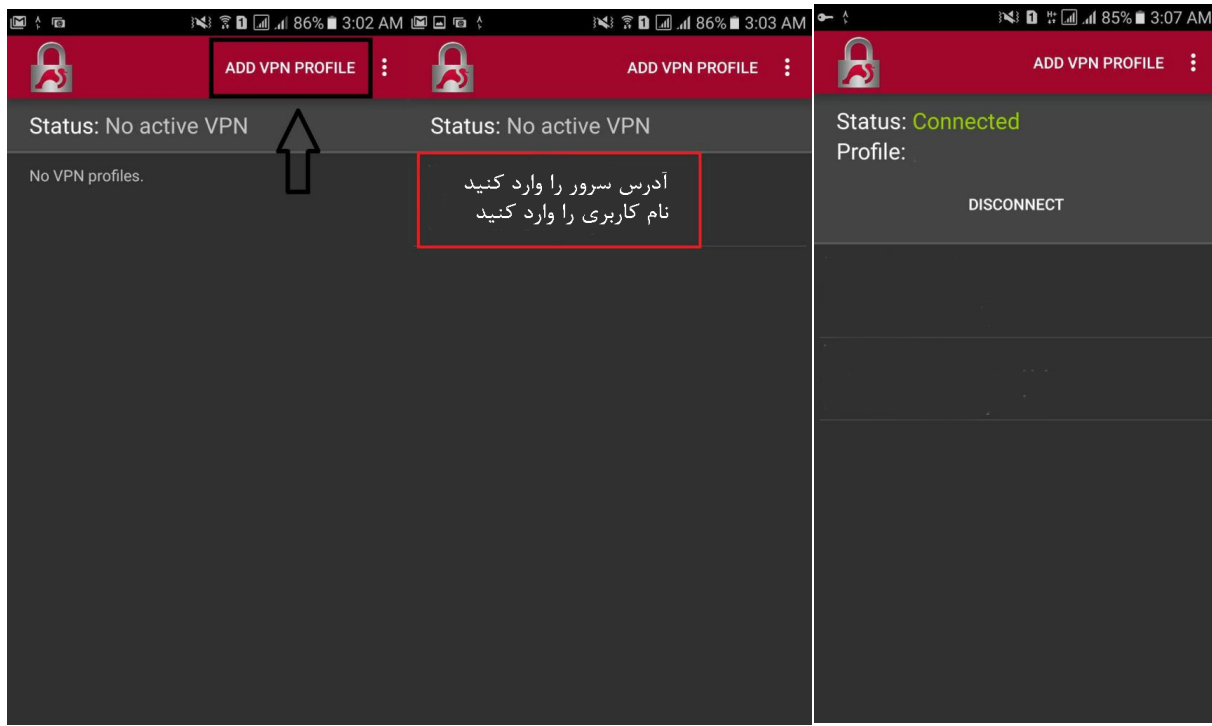 86% 3:02 AM
ADD VPN PROFILE
Status: No active VPN
No VPN profiles.
86% 3:03 AM
ADD VPN PROFILE
Status: No active VPN
آدرس سرور را وارد کنید
نام کاربری را وارد کنید
85% 3:07 AM
ADD VPN PROFILE
Status: Connected
Profile:
DISCONNECT